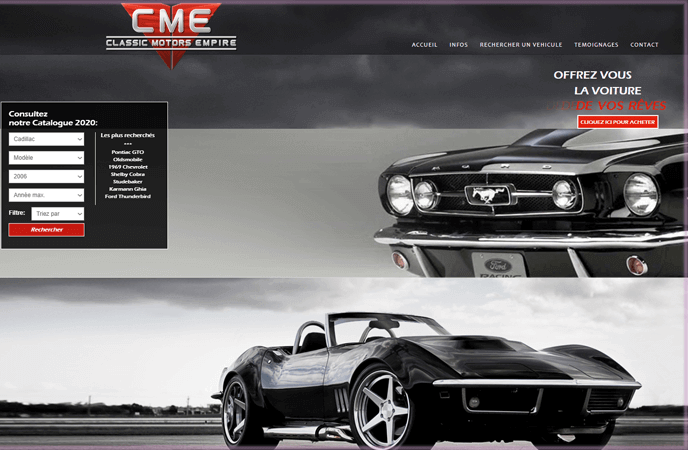 CME
CLASSIC MOTORS EMPIRE
ACCUEIL INFOS RECHERCHER UN VEHICULE TEMOIGNAGES CONTACT
OFFREZ VOUS
LA VOITURE
DE VOS RÊVES
CLIQUEZ ICI POUR ACHETER
Consultez
notre Catalogue 2020:
Cadillac
Modèle
2006
Année max.
Filtre: Triez par
Rechercher
Les plus recherchés
---
Pontiac GTO
Oldsmobile
1969 Chevrolet
Shelby Cobra
Studebaker
Karmann Ghia
Ford Thunderbird
FORD
Ford
RACING